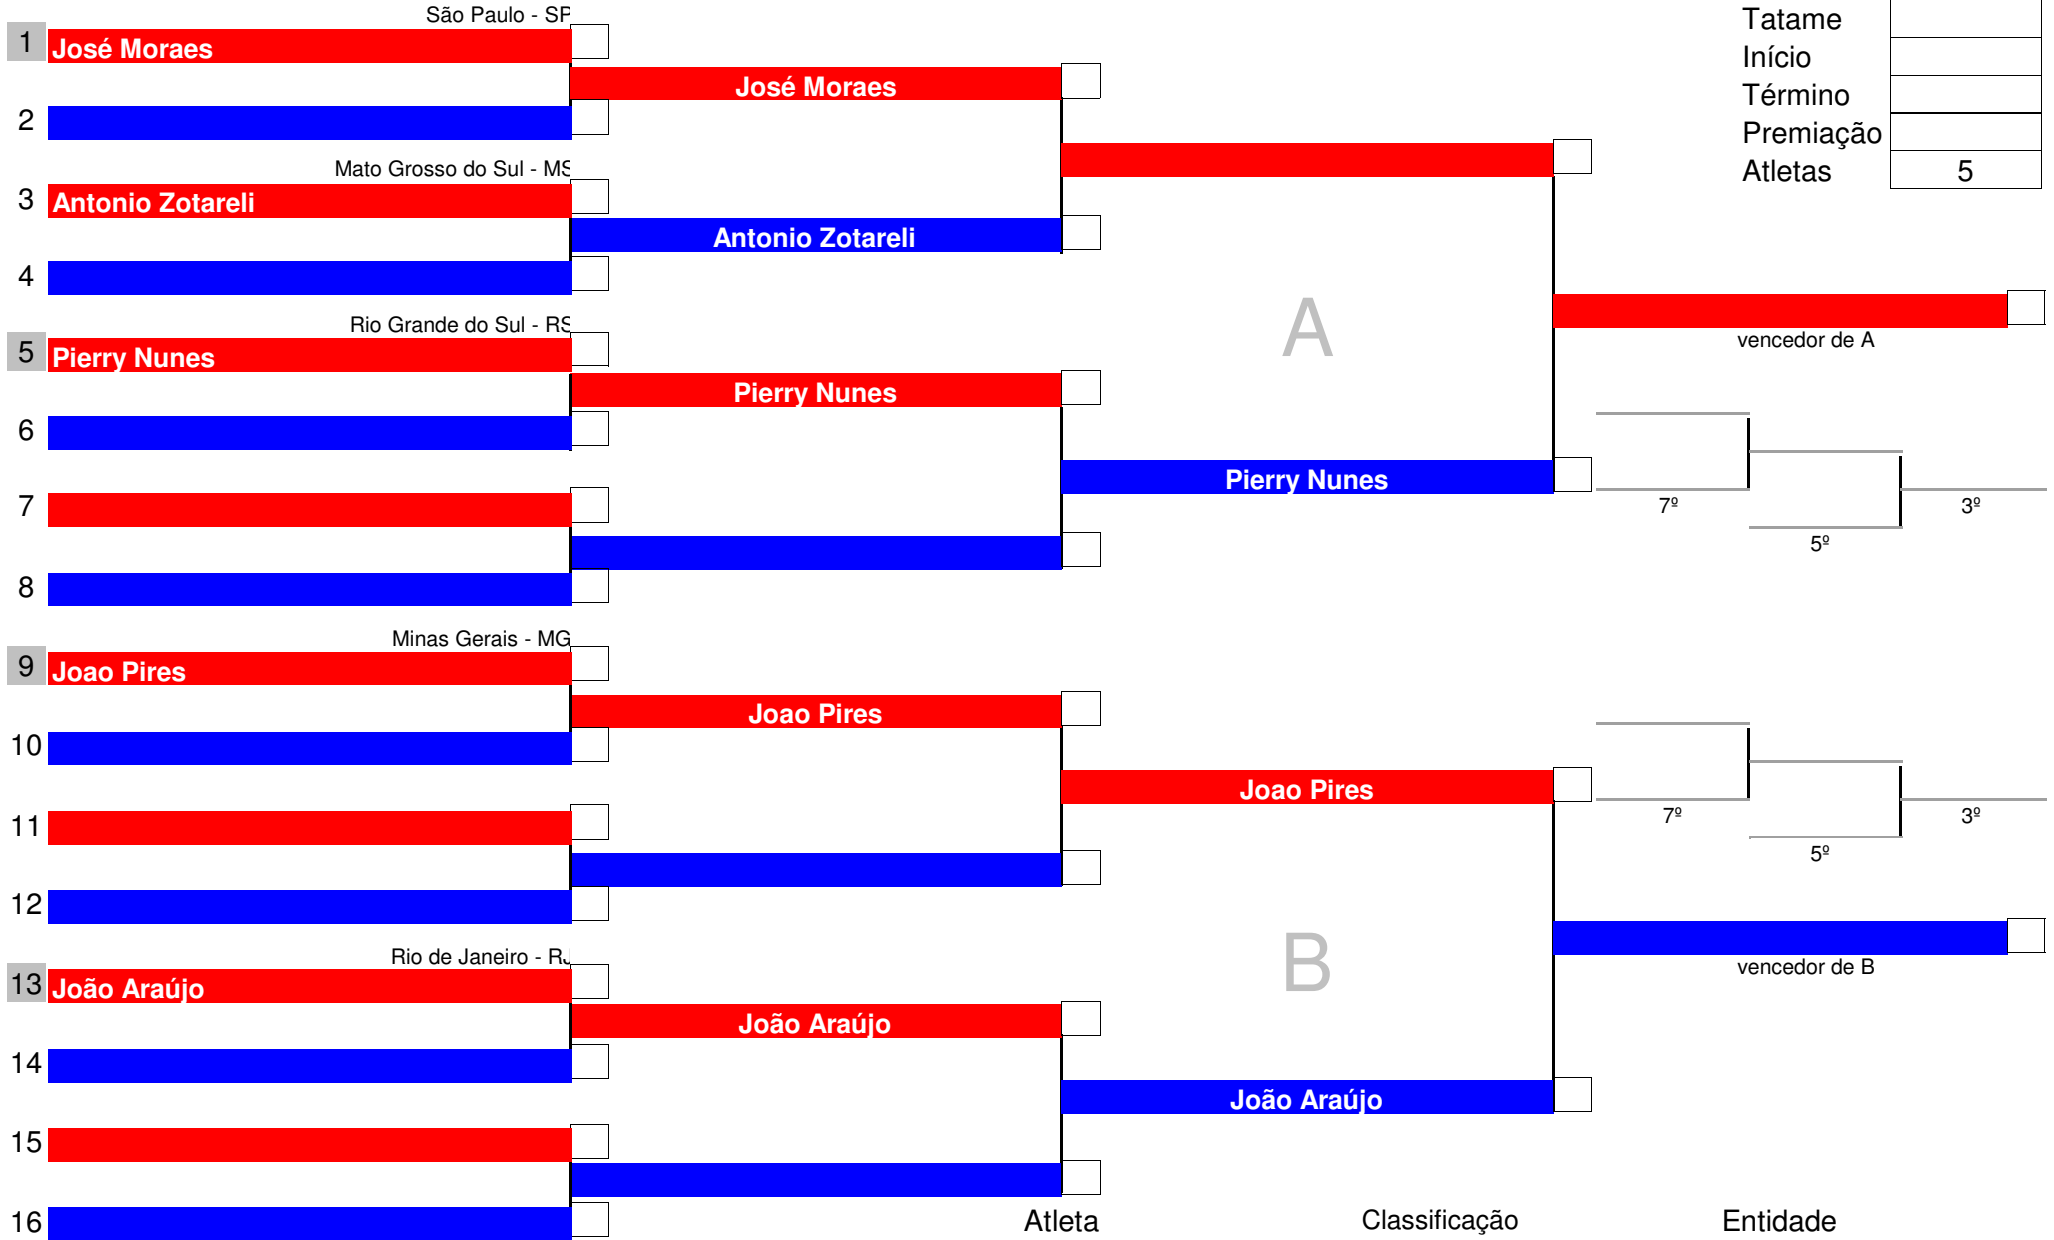 São Paulo - SP
1 José Moraes
José Moraes
2
Mato Grosso do Sul - MS
3 Antonio Zotareli
Antonio Zotareli
4
Rio Grande do Sul - RS
5 Pierry Nunes
Pierry Nunes
6
Pierry Nunes
7
8
Minas Gerais - MG
9 Joao Pires
Joao Pires
10
Joao Pires
11
12
Rio de Janeiro - RJ
13 João Araújo
João Araújo
14
João Araújo
15
16
A
B
Tatame
Início
Término
Premiação
Atletas 5
vencedor de A
7º
3º
5º
7º
3º
5º
vencedor de B
Atleta Classificação Entidade